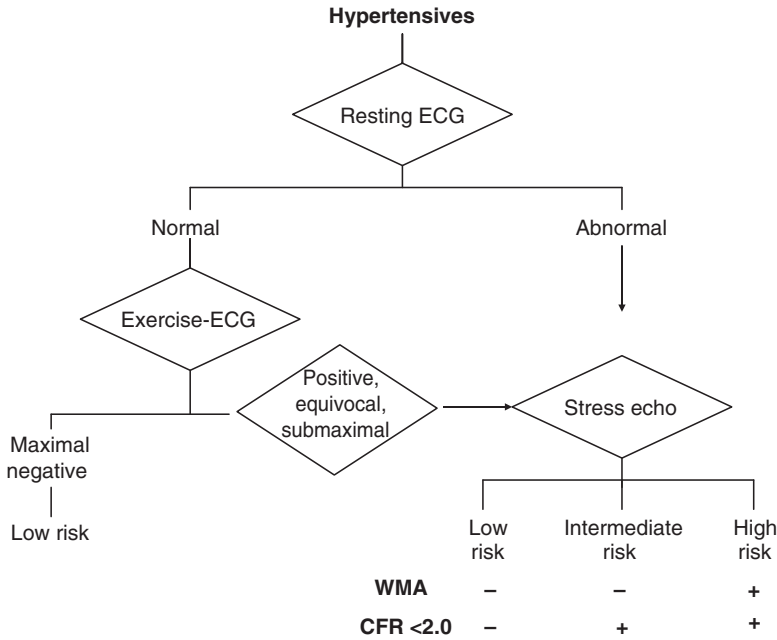 Hypertensives
Resting ECG
Normal
Abnormal
Exercise-ECG
Positive,
equivocal,
submaximal
Stress echo
Maximal
negative
Low risk
Low
risk
Intermediate
risk
High
risk
WMA – – +
CFR <2.0 – + +